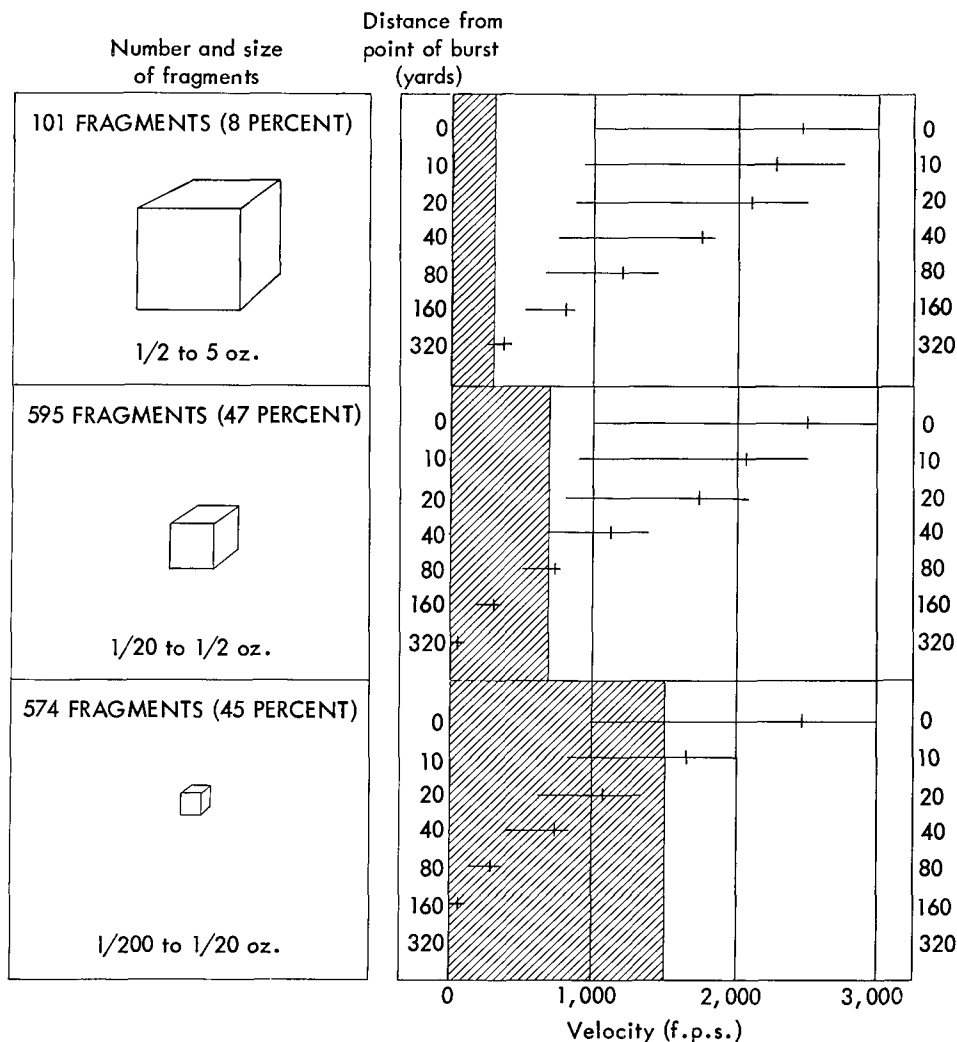 Number and size
of fragments
Distance from
point of burst
(yards)
101 FRAGMENTS (8 PERCENT)
1/2 to 5 oz.
0 0
10 10
20 20
40 40
80 80
160 160
320 320
595 FRAGMENTS (47 PERCENT)
1/20 to 1/2 oz.
0 0
10 10
20 20
40 40
80 80
160 160
320 320
574 FRAGMENTS (45 PERCENT)
1/200 to 1/20 oz.
0 0
10 10
20 20
40 40
80 80
160 160
320 320
0 1,000 2,000 3,000
Velocity (f.p.s.)